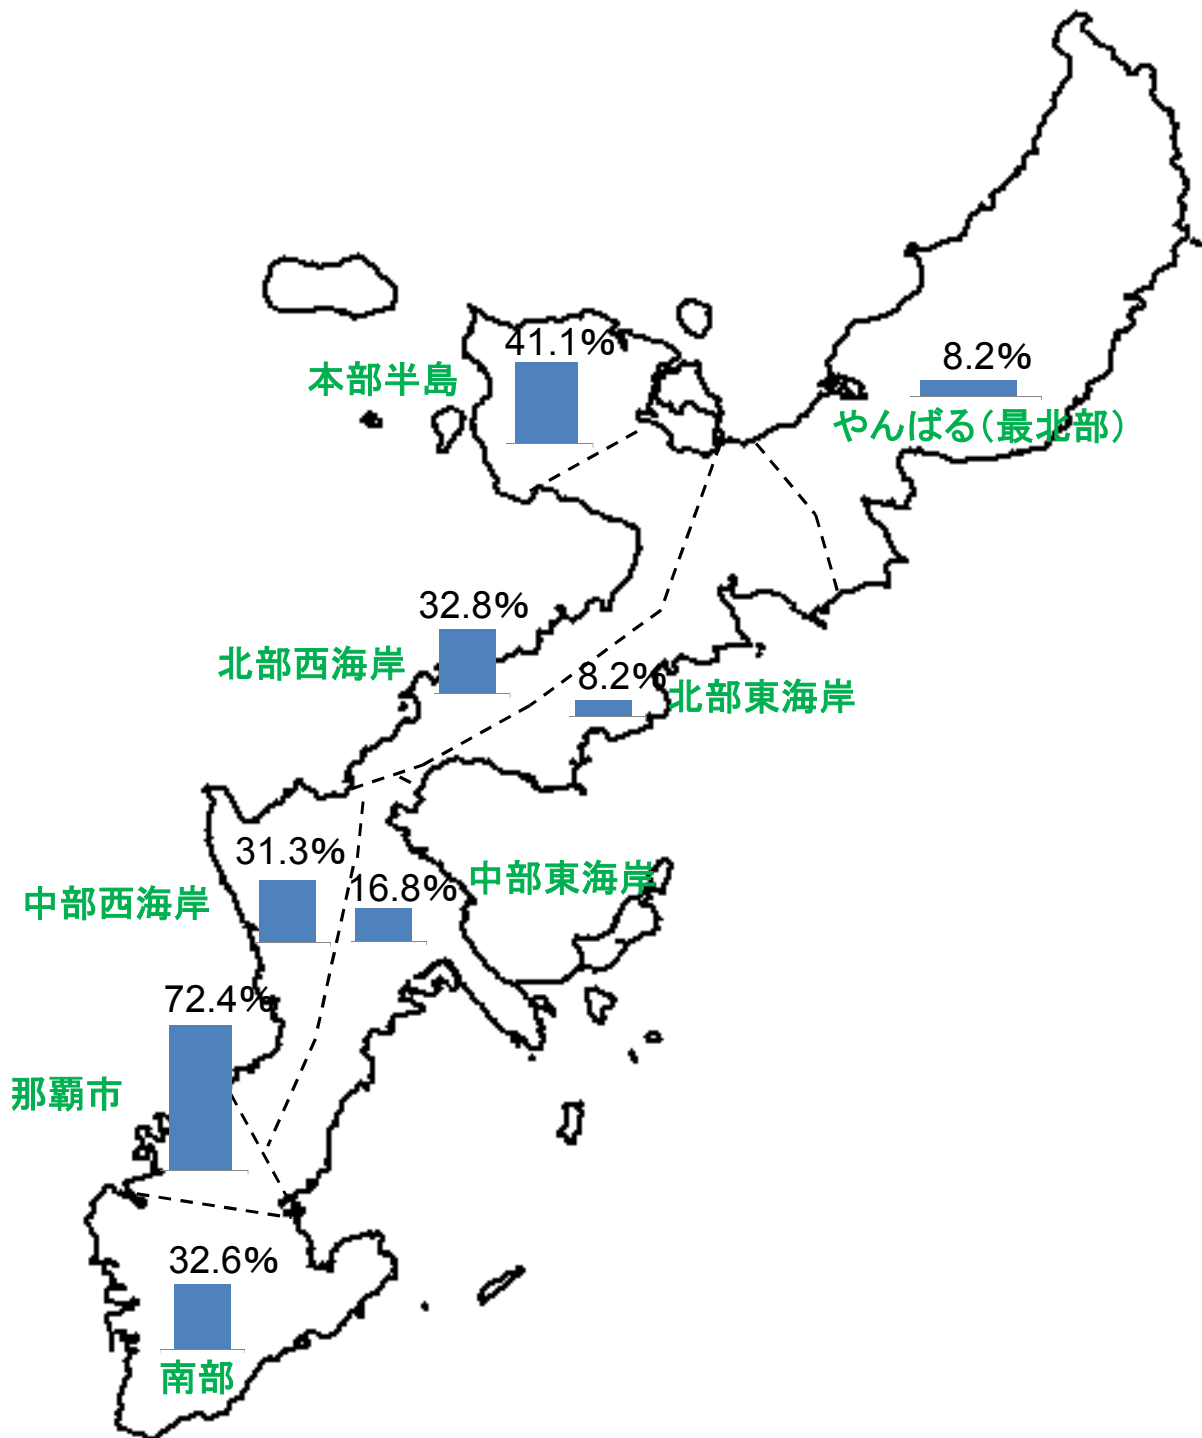 41.1%
本部半島
8.2%
やんばる（最北部）
32.8%
北部西海岸
8.2%
北部東海岸
31.3%
中部西海岸
16.8%
中部東海岸
72.4%
那覇市
32.6%
南部